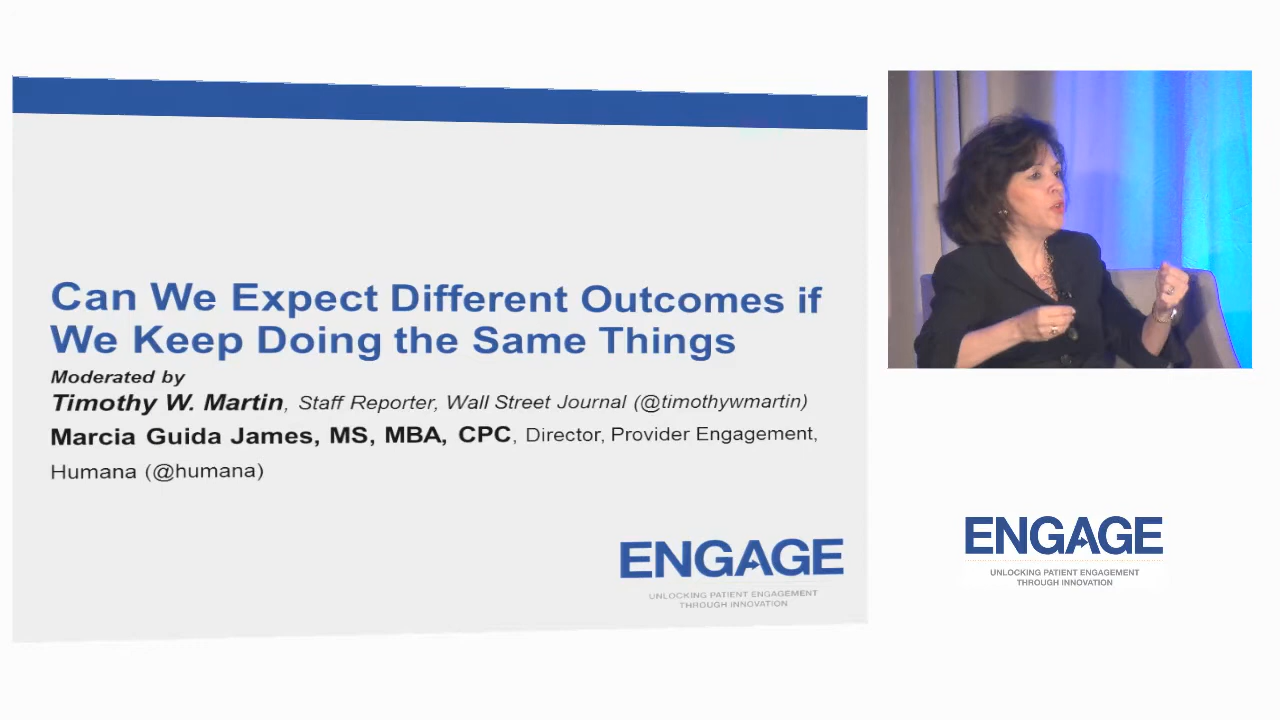 Can We Expect Different Outcomes if
We Keep Doing the Same Things
Moderated by
Timothy W. Martin, Staff Reporter, Wall Street Journal (@timothywmartin)
Marcia Guida James, MS, MBA, CPC, Director, Provider Engagement,
Humana (@humana)
ENGAGE
UNLOCKING PATIENT ENGAGEMENT
THROUGH INNOVATION
ENGAGE
UNLOCKING PATIENT ENGAGEMENT
THROUGH INNOVATION